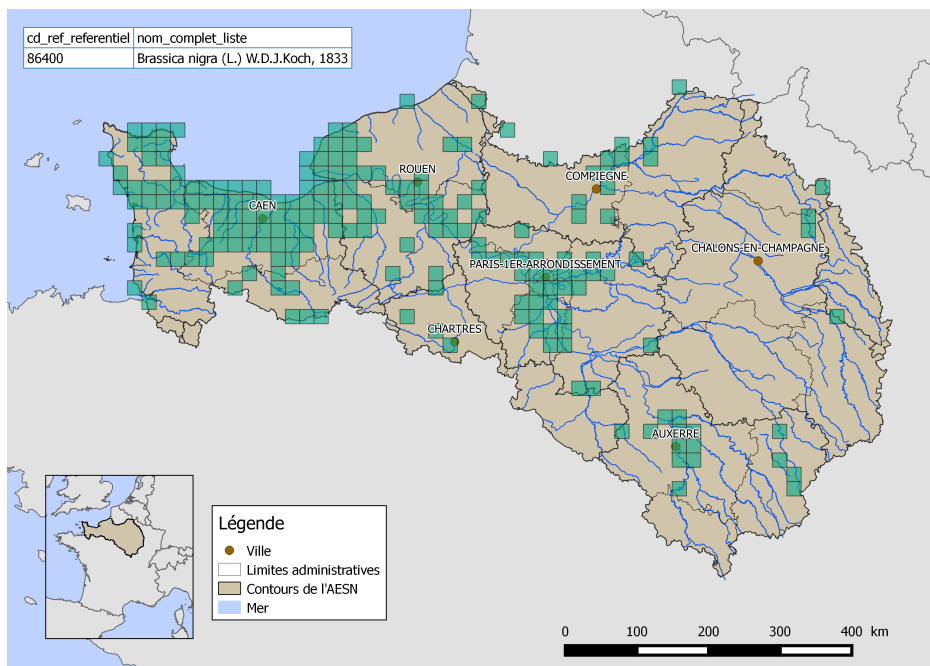 cd_ref_referentiel nom_complet_liste
86400 Brassica nigra (L.) W.D.J.Koch, 1833
ROUEN
COMPIEGNE
CAEN
CHALONS-EN-CHAMPAGNE
PARIS-1ER-ARRONDISSEMENT
CHARTRES
AUXERRE
Légende
Ville
Limites administratives
Contours de l'AESN
Mer
0 100 200 300 400 km